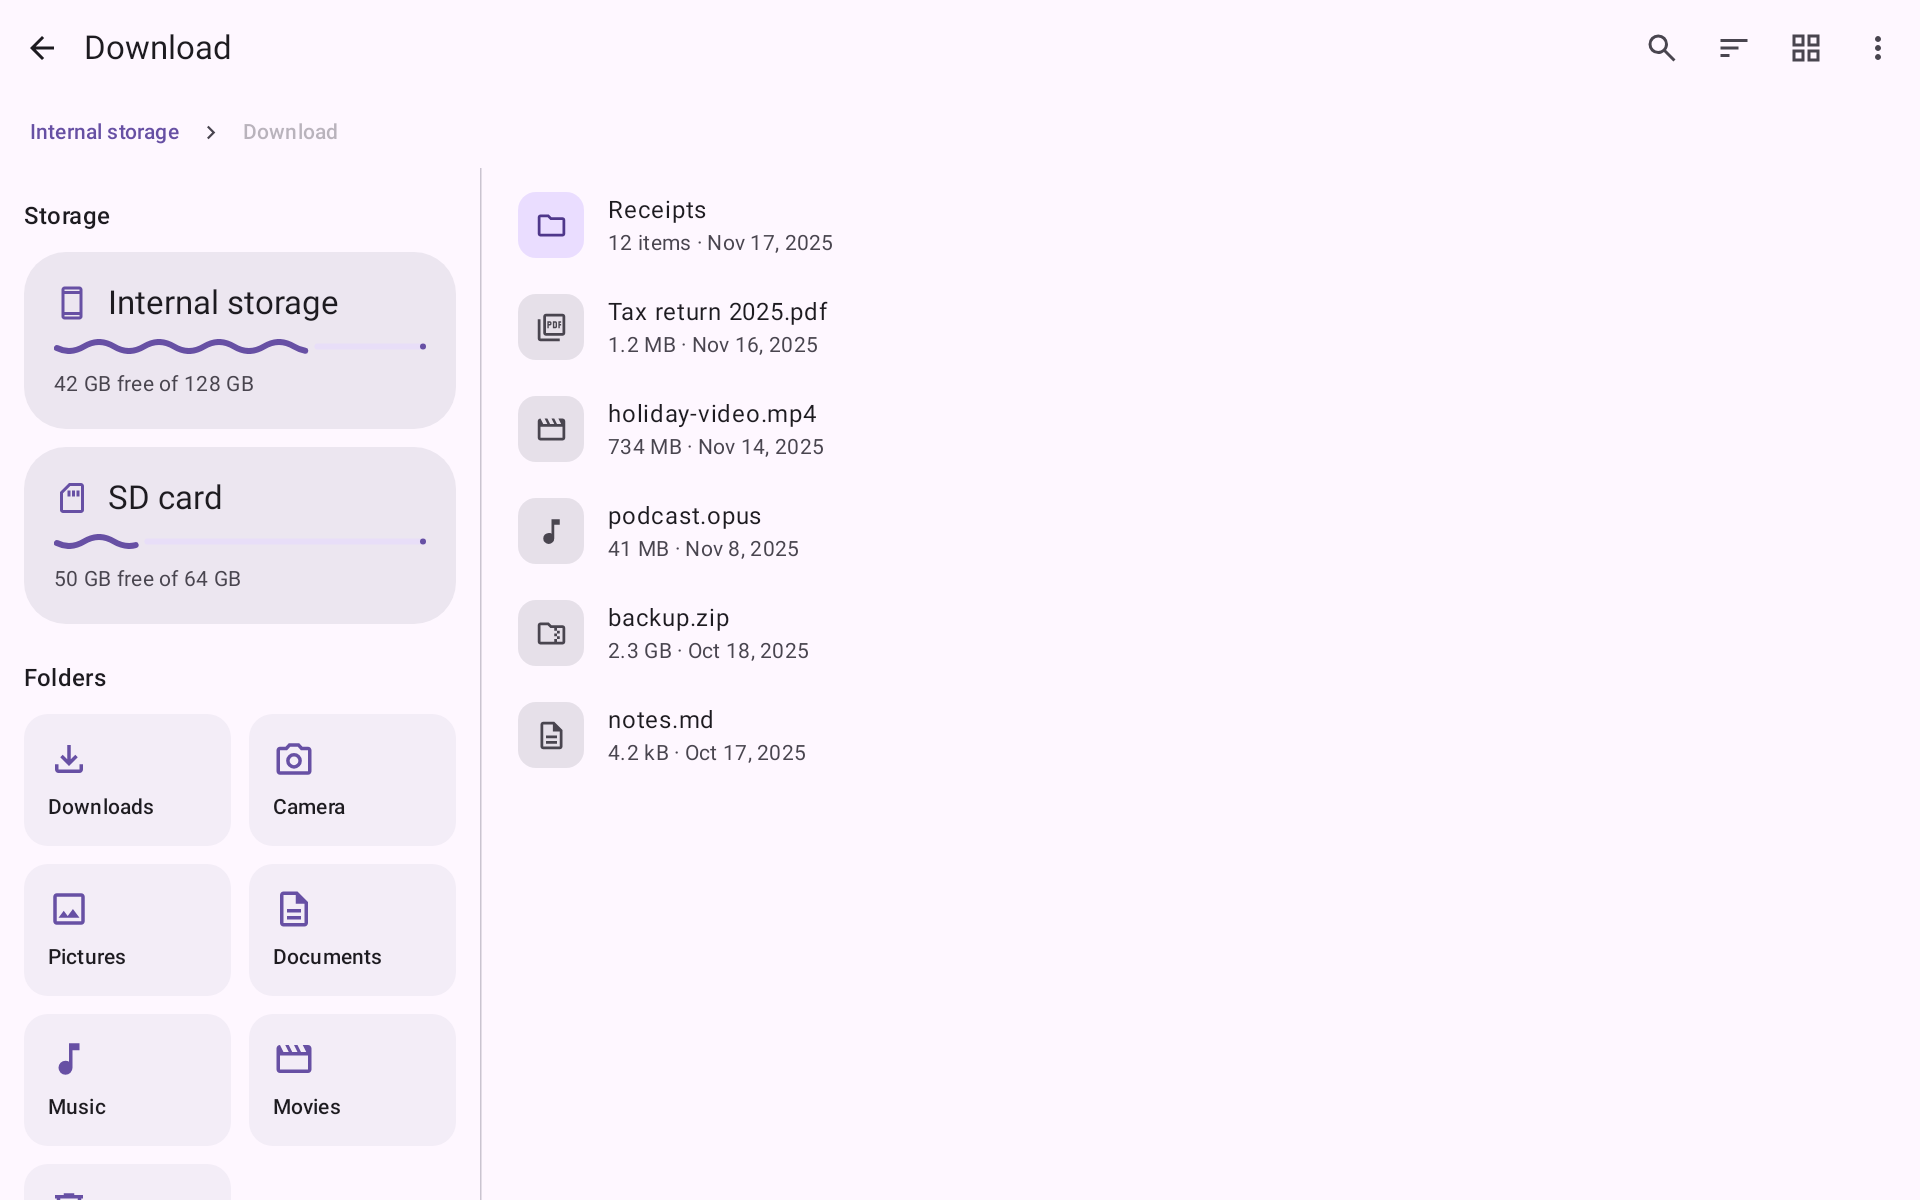 Download
Internal storage
Download
Storage
Internal storage
42 GB free of 128 GB
SD card
50 GB free of 64 GB
Folders
Downloads
Camera
Pictures
Documents
Music
Movies
Receipts
12 items · Nov 17, 2025
Tax return 2025.pdf
1.2 MB · Nov 16, 2025
holiday-video.mp4
734 MB · Nov 14, 2025
podcast.opus
41 MB · Nov 8, 2025
backup.zip
2.3 GB · Oct 18, 2025
notes.md
4.2 kB · Oct 17, 2025